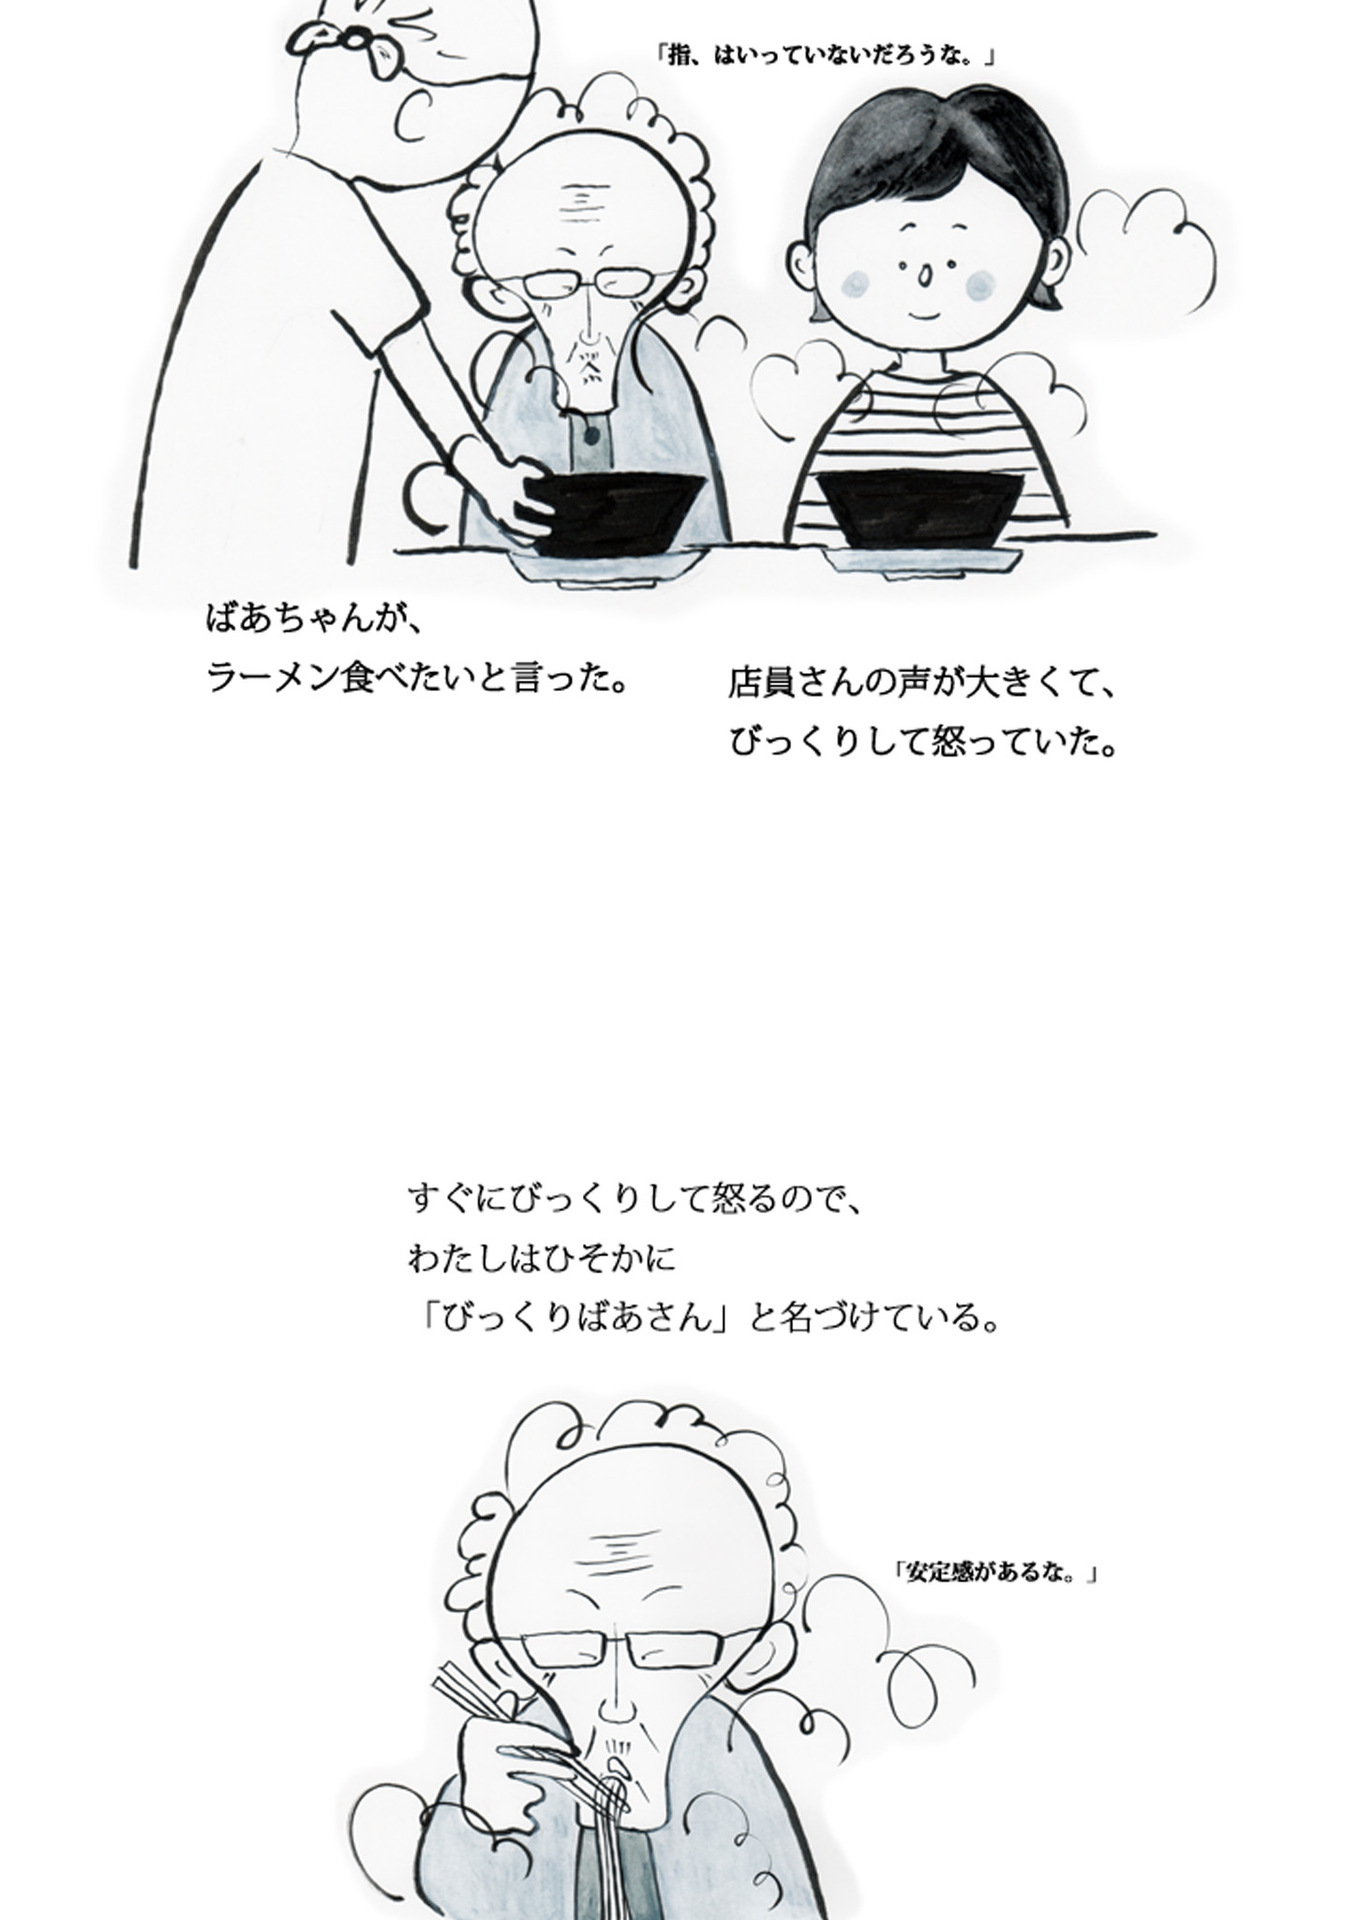 「指、はいっていないだろうな。」
ばあちゃんが、
ラーメン食べたいと言った。
店員さんの声が大きくて、
びっくりして怒っていた。
すぐにびっくりして怒るので、
わたしはひそかに
「びっくりばあさん」と名づけている。
「安定感があるな。」